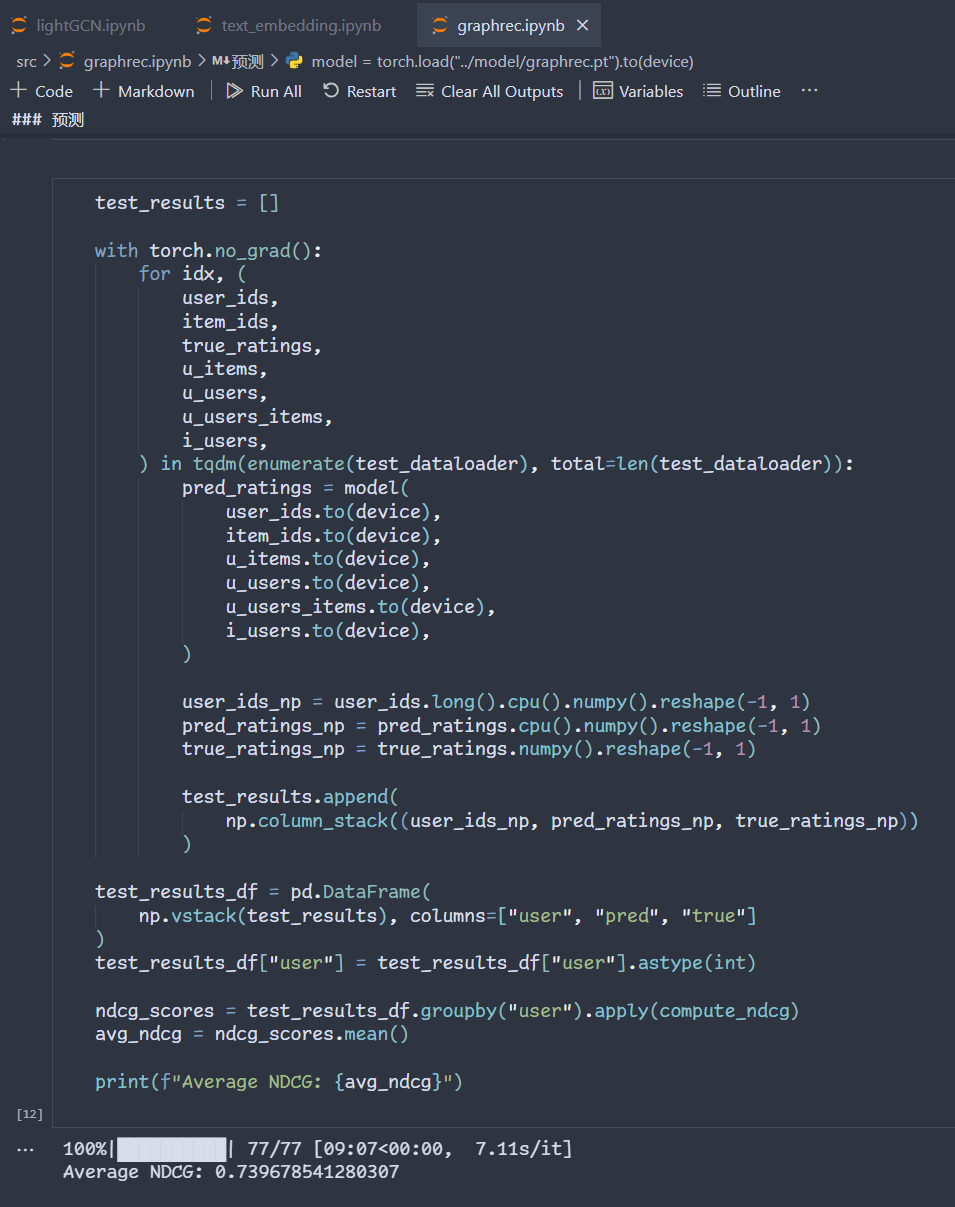 lightGCN.ipynb text_embedding.ipynb graphrec.ipynb ×
src > graphrec.ipynb > M↓预测 > model = torch.load("../model/graphrec.pt").to(device)
+ Code + Markdown | Run All Restart Clear All Outputs | Variables Outline ...
### 预测
test_results = []
with torch.no_grad():
for idx, (
user_ids,
item_ids,
true_ratings,
u_items,
u_users,
u_users_items,
i_users,
) in tqdm(enumerate(test_dataloader), total=len(test_dataloader)):
pred_ratings = model(
user_ids.to(device),
item_ids.to(device),
u_items.to(device),
u_users.to(device),
u_users_items.to(device),
i_users.to(device),
)
user_ids_np = user_ids.long().cpu().numpy().reshape(-1, 1)
pred_ratings_np = pred_ratings.cpu().numpy().reshape(-1, 1)
true_ratings_np = true_ratings.numpy().reshape(-1, 1)
test_results.append(
np.column_stack((user_ids_np, pred_ratings_np, true_ratings_np))
)
test_results_df = pd.DataFrame(
np.vstack(test_results), columns=["user", "pred", "true"]
)
test_results_df["user"] = test_results_df["user"].astype(int)
ndcg_scores = test_results_df.groupby("user").apply(compute_ndcg)
avg_ndcg = ndcg_scores.mean()
print(f"Average NDCG: {avg_ndcg}")
[12]
... 100%|██████████| 77/77 [09:07<00:00, 7.11s/it]
Average NDCG: 0.739678541280307